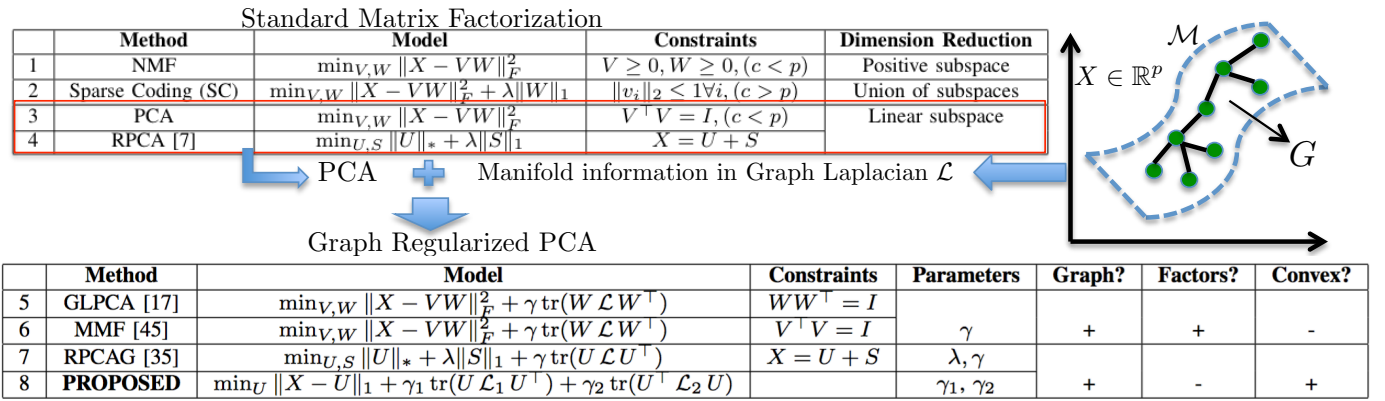 Standard Matrix Factorization
Method Model Constraints Dimension Reduction
1 NMF min_{V,W} ‖X − VW‖²_F V ≥ 0, W ≥ 0, (c < p) Positive subspace
2 Sparse Coding (SC) min_{V,W} ‖X − VW‖²_F + λ‖W‖₁ ‖v_i‖₂ ≤ 1∀i, (c > p) Union of subspaces
3 PCA min_{V,W} ‖X − VW‖²_F V^⊤V = I, (c < p) Linear subspace
4 RPCA [7] min_{U,S} ‖U‖_* + λ‖S‖₁ X = U + S
M
X ∈ ℝ^p
G
PCA Manifold information in Graph Laplacian ℒ
Graph Regularized PCA
Method Model Constraints Parameters Graph? Factors? Convex?
5 GLPCA [17] min_{V,W} ‖X − VW‖²_F + γ tr(W ℒ W^⊤) WW^⊤ = I
6 MMF [45] min_{V,W} ‖X − VW‖²_F + γ tr(W ℒ W^⊤) V^⊤V = I γ + + -
7 RPCAG [35] min_{U,S} ‖U‖_* + λ‖S‖₁ + γ tr(U ℒ U^⊤) X = U + S λ, γ
8 PROPOSED min_U ‖X − U‖₁ + γ₁ tr(U ℒ₁ U^⊤) + γ₂ tr(U^⊤ ℒ₂ U) γ₁, γ₂ + - +